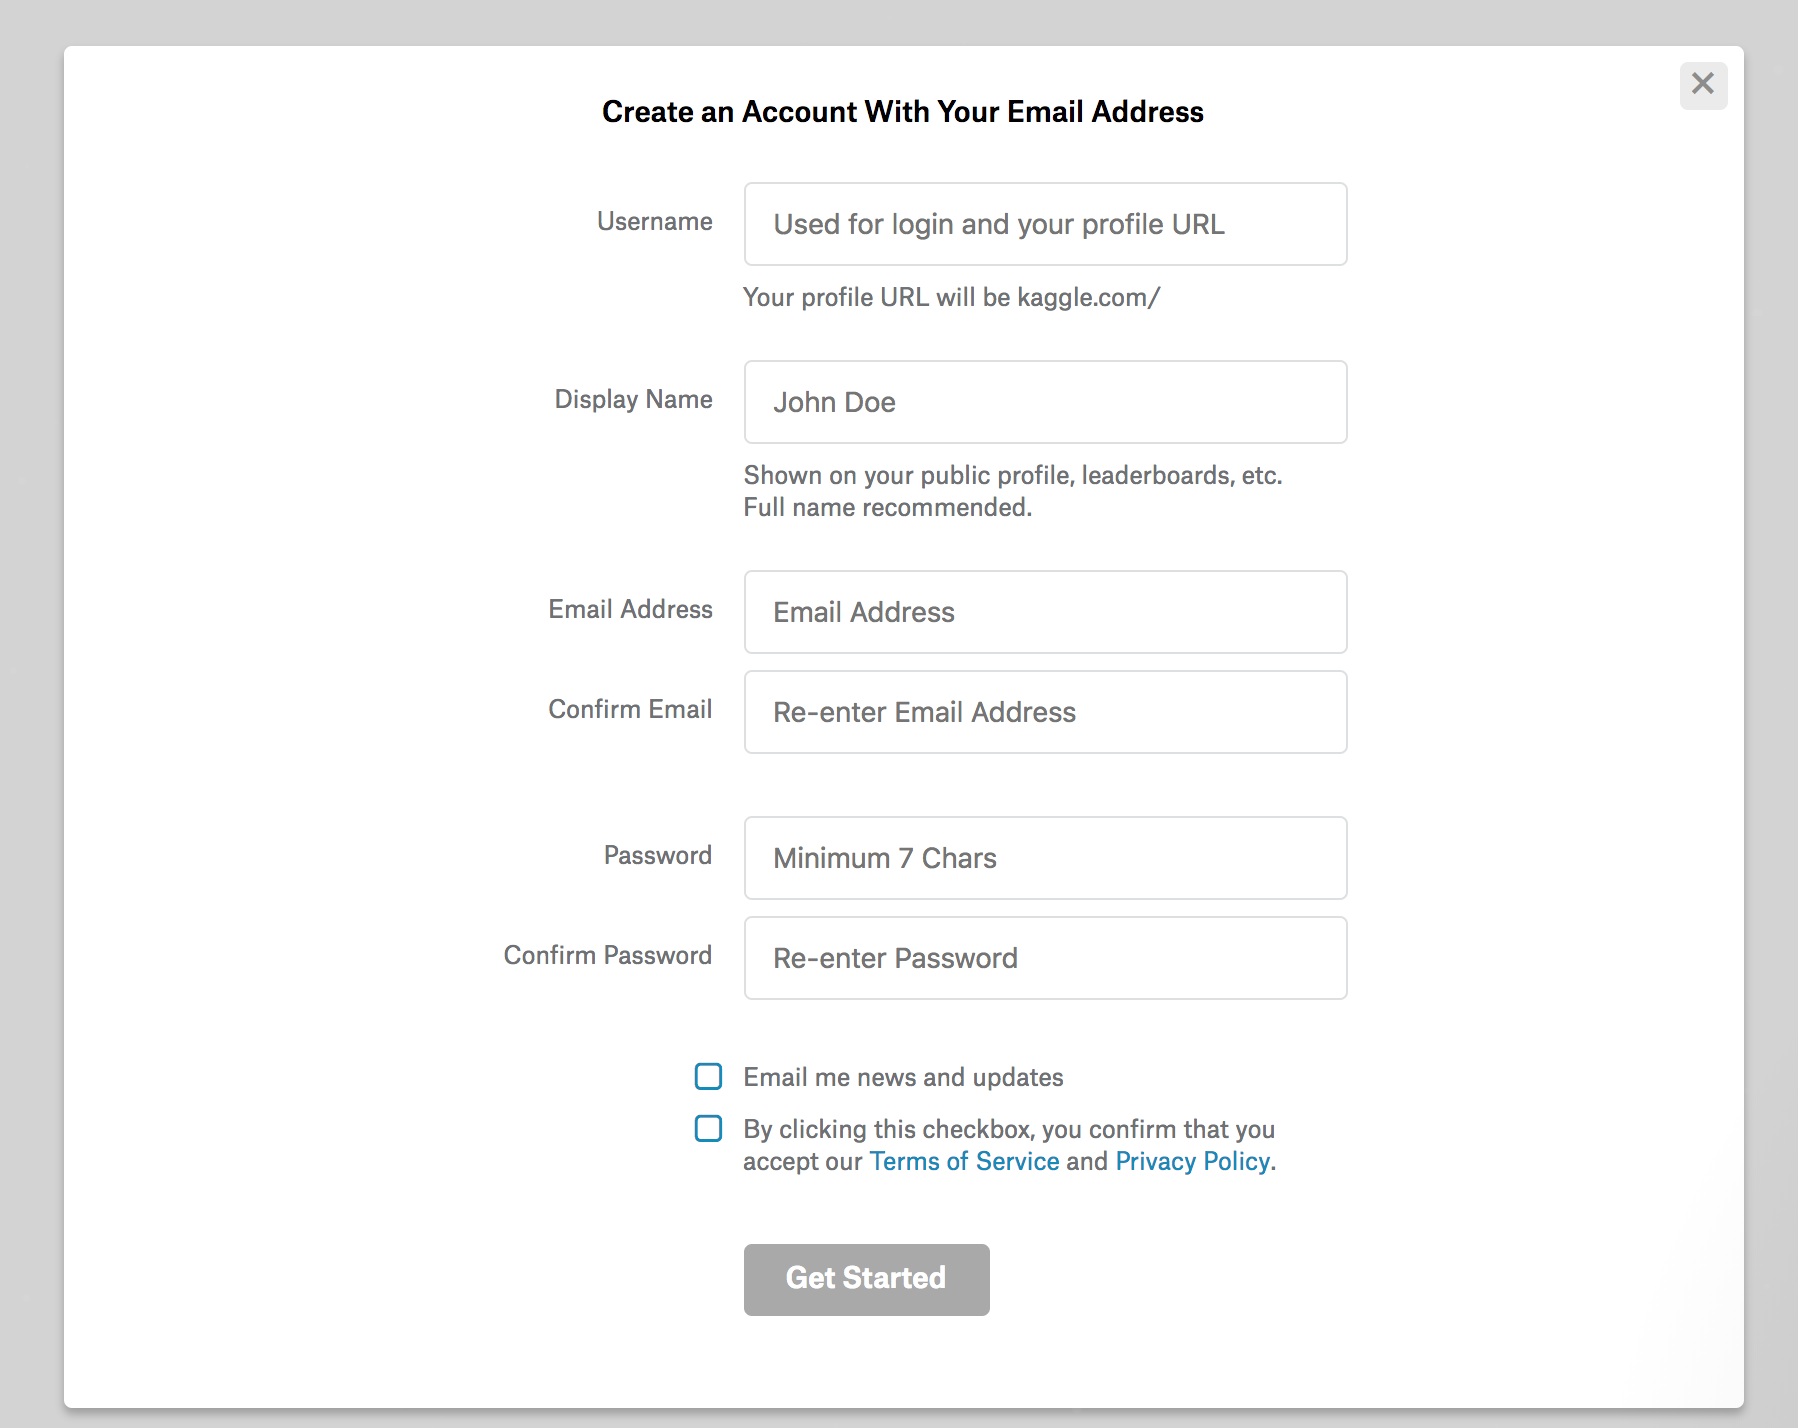 Create an Account With Your Email Address
Username
Used for login and your profile URL
Your profile URL will be kaggle.com/
Display Name
John Doe
Shown on your public profile, leaderboards, etc.
Full name recommended.
Email Address
Email Address
Confirm Email
Re-enter Email Address
Password
Minimum 7 Chars
Confirm Password
Re-enter Password
Email me news and updates
By clicking this checkbox, you confirm that you
accept our Terms of Service and Privacy Policy.
Get Started